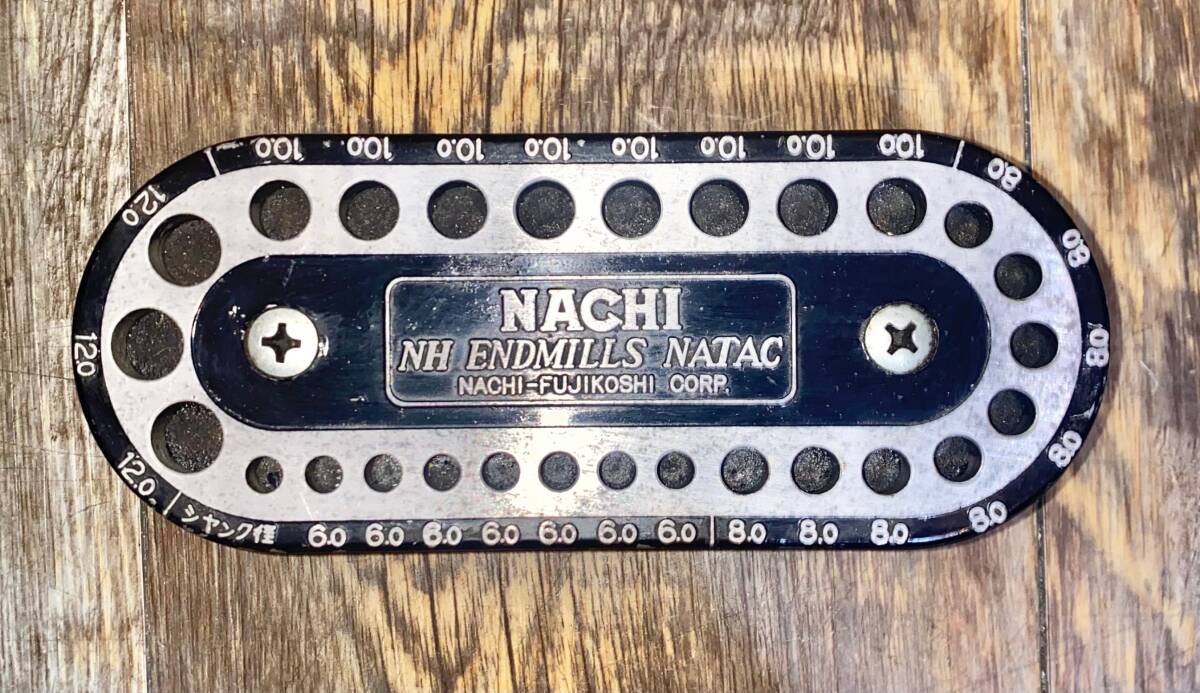 NACHI
NH ENDMILLS NATAC
NACHI-FUJIKOSHI CORP.
シャンク径 6.0 6.0 6.0 6.0 6.0 6.0 6.0 8.0 8.0 8.0 8.0 8.0 8.0 8.0 8.0
10.0 10.0 10.0 10.0 10.0 10.0 10.0 10.0
12.0 12.0 12.0